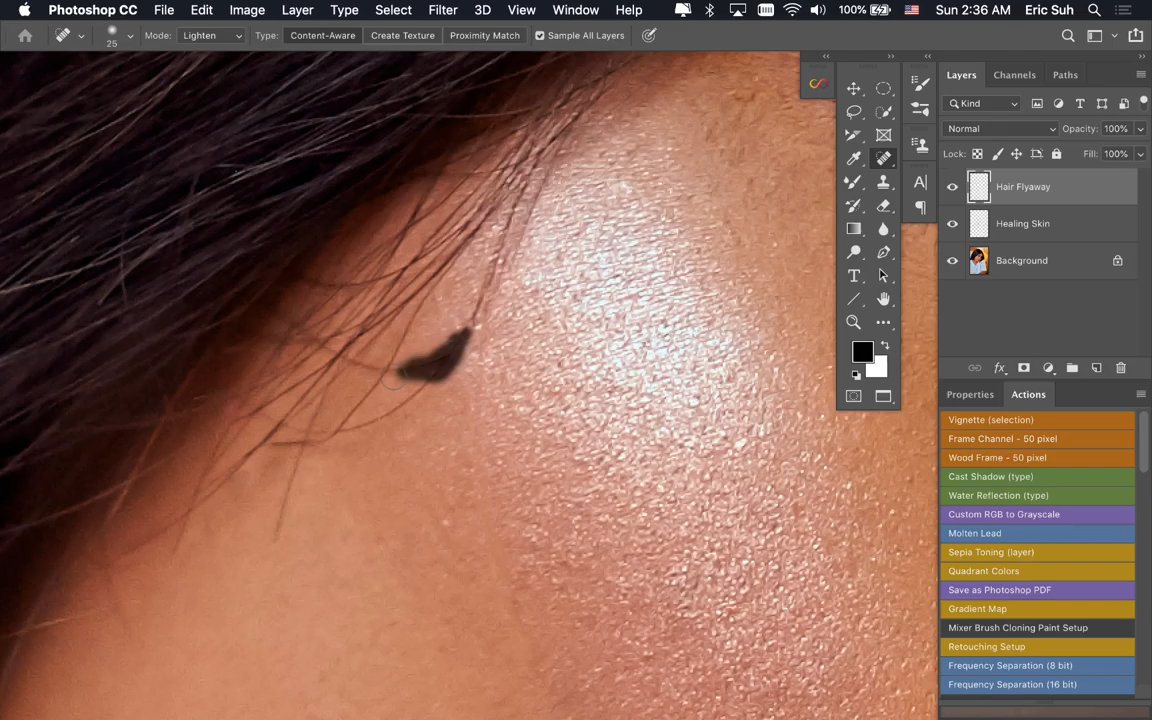 Photoshop CC File Edit Image Layer Type Select Filter 3D View Window Help 100% Sun 2:36 AM Eric Suh
25 Mode: Lighten Type: Content-Aware Create Texture Proximity Match Sample All Layers
Layers Channels Paths
Kind
Normal Opacity: 100%
Lock: Fill: 100%
Hair Flyaway
Healing Skin
Background
Properties Actions
Vignette (selection)
Frame Channel - 50 pixel
Wood Frame - 50 pixel
Cast Shadow (type)
Water Reflection (type)
Custom RGB to Grayscale
Molten Lead
Sepia Toning (layer)
Quadrant Colors
Save as Photoshop PDF
Gradient Map
Mixer Brush Cloning Paint Setup
Retouching Setup
Frequency Separation (8 bit)
Frequency Separation (16 bit)